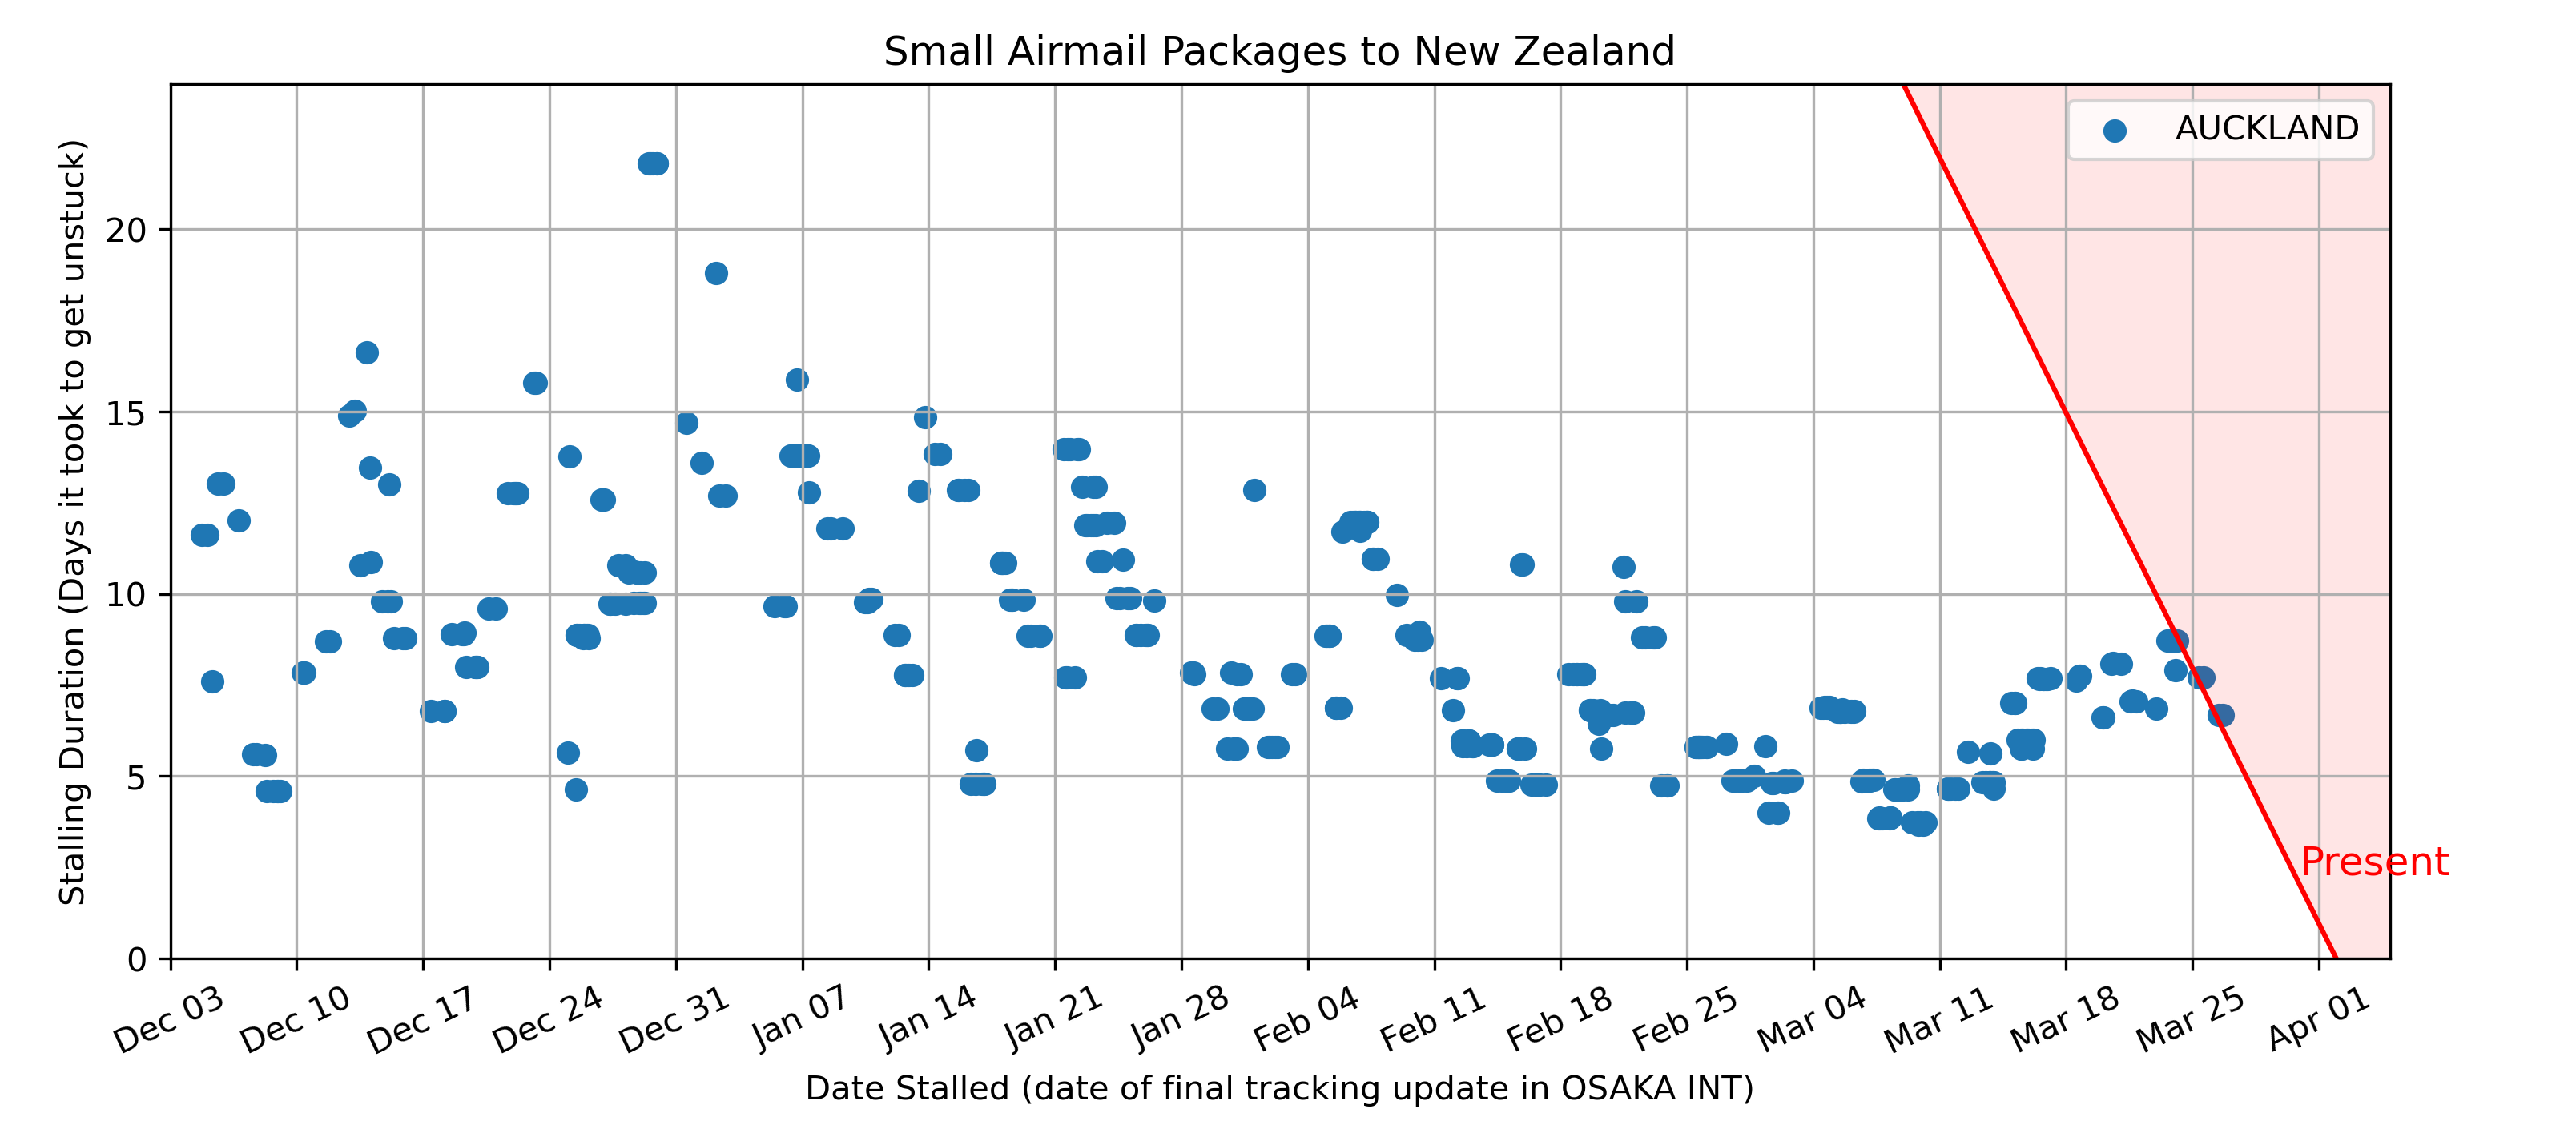 Small Airmail Packages to New Zealand
AUCKLAND
Stalling Duration (Days it took to get unstuck)
20
15
10
5
0
Present
Dec 03
Dec 10
Dec 17
Dec 24
Dec 31
Jan 07
Jan 14
Jan 21
Jan 28
Feb 04
Feb 11
Feb 18
Feb 25
Mar 04
Mar 11
Mar 18
Mar 25
Apr 01
Date Stalled (date of final tracking update in OSAKA INT)